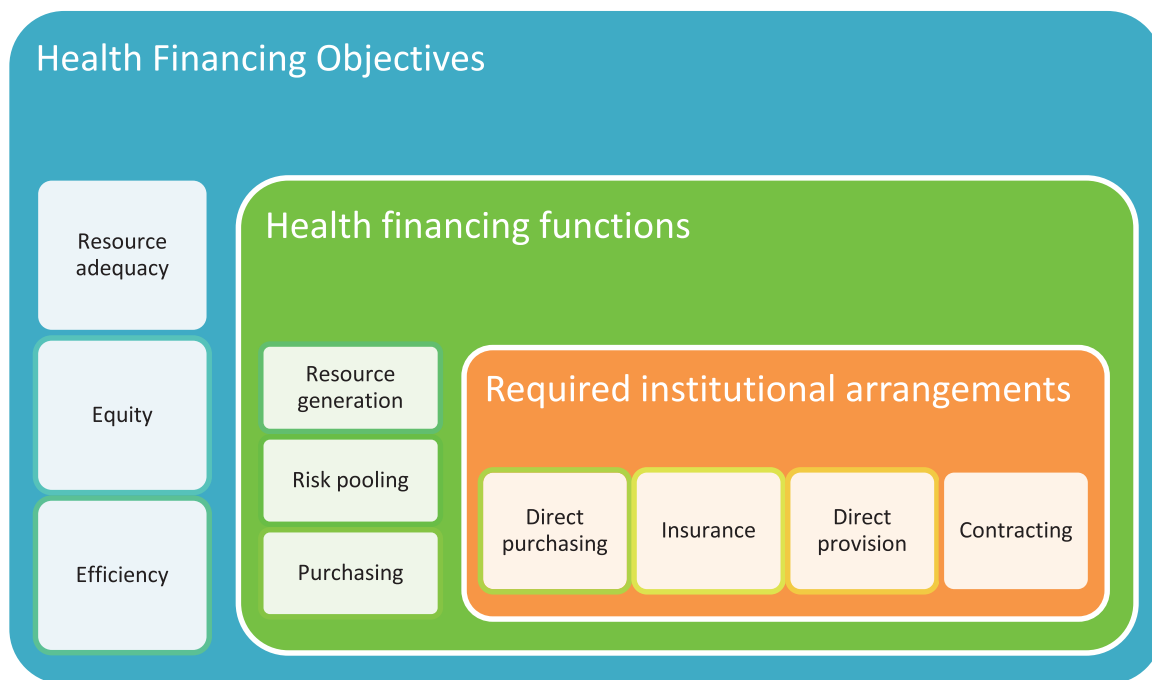 Health Financing Objectives
Resource
adequacy
Equity
Efficiency
Health financing functions
Resource
generation
Risk pooling
Purchasing
Required institutional arrangements
Direct
purchasing
Insurance
Direct
provision
Contracting